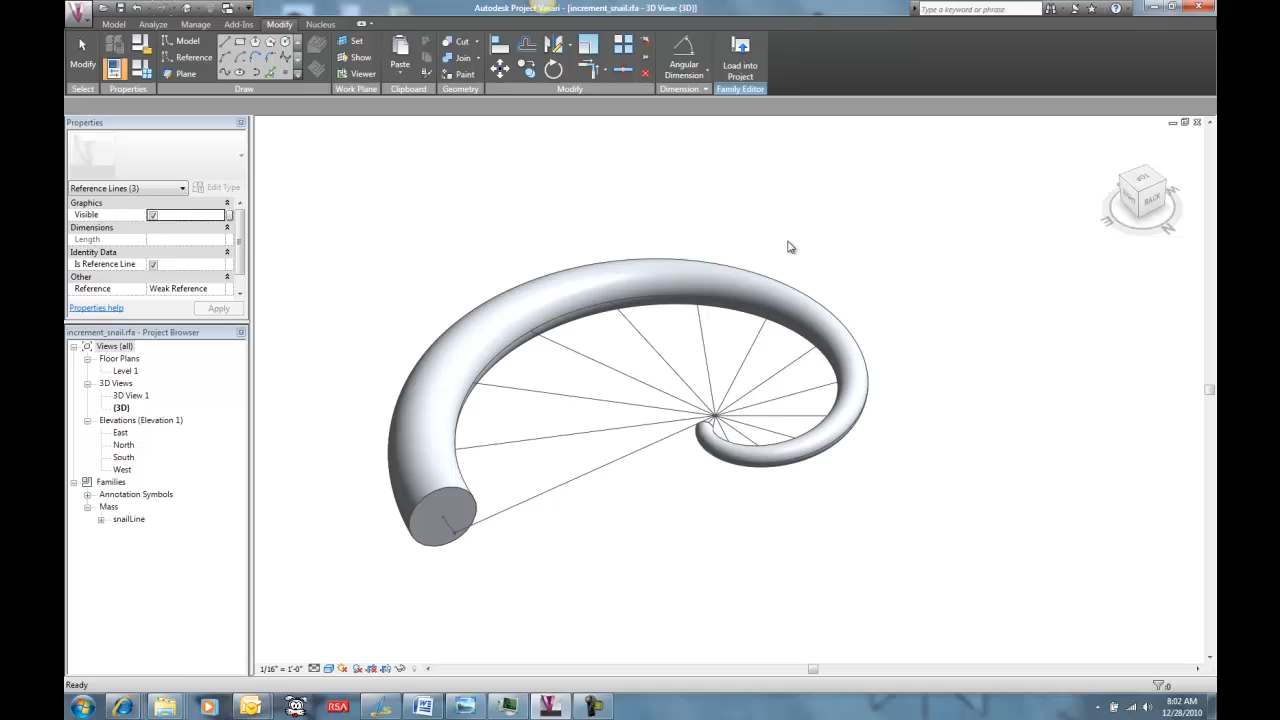 Autodesk Project Vasari - [increment_snail.rfa - 3D View: {3D}]
Type a keyword or phrase
Model Analyze Manage Add-Ins Modify Nucleus
Modify
Model
Reference
Plane
Set
Show
Viewer
Paste
Cut
Join
Paint
Angular
Dimension
Load into
Project
Select Properties Draw Work Plane Clipboard Geometry Modify Dimension Family Editor
Properties
Reference Lines (3) Edit Type
Graphics
Visible
Dimensions
Length
Identity Data
Is Reference Line
Other
Reference Weak Reference
Properties help Apply
increment_snail.rfa - Project Browser
Views (all)
Floor Plans
Level 1
3D Views
3D View 1
{3D}
Elevations (Elevation 1)
East
North
South
West
Families
Annotation Symbols
Mass
snailLine
TOP
BACK
E
N
1/16" = 1'-0"
Ready
:0
RSA
8:02 AM
12/28/2010